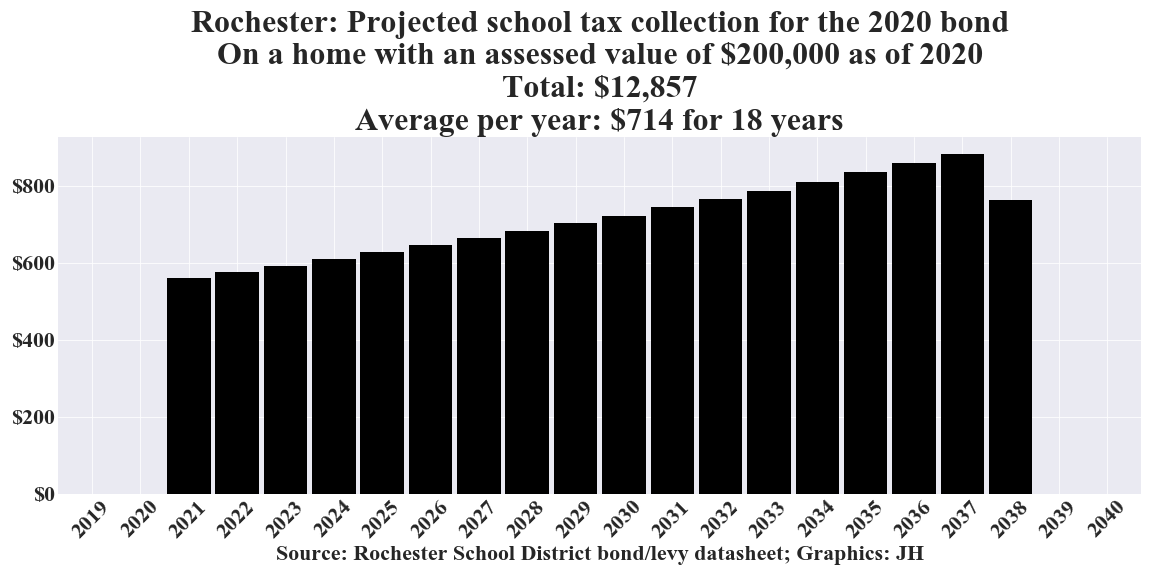 Rochester: Projected school tax collection for the 2020 bond
On a home with an assessed value of $200,000 as of 2020
Total: $12,857
Average per year: $714 for 18 years
$800
$600
$400
$200
$0
2019 2020 2021 2022 2023 2024 2025 2026 2027 2028 2029 2030 2031 2032 2033 2034 2035 2036 2037 2038 2039 2040
Source: Rochester School District bond/levy datasheet; Graphics: JH